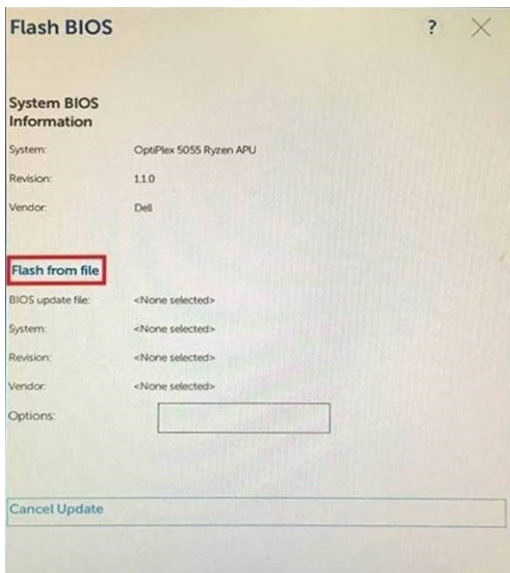 Flash BIOS ?
System BIOS
Information
System: OptiPlex 5055 Ryzen APU
Revision: 1.1.0
Vendor: Dell
Flash from file
BIOS update file: <None selected>
System: <None selected>
Revision: <None selected>
Vendor: <None selected>
Options:
Cancel Update